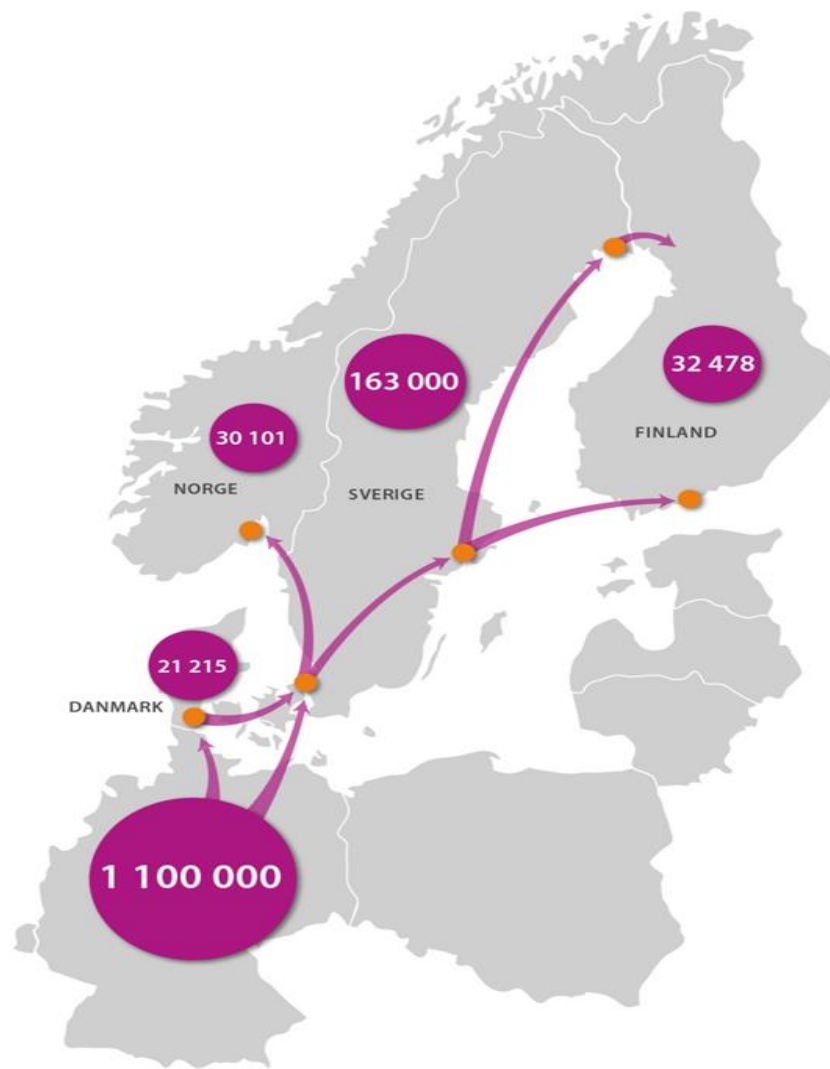 163 000
32 478
30 101
FINLAND
NORGE
SVERIGE
21 215
DANMARK
1 100 000